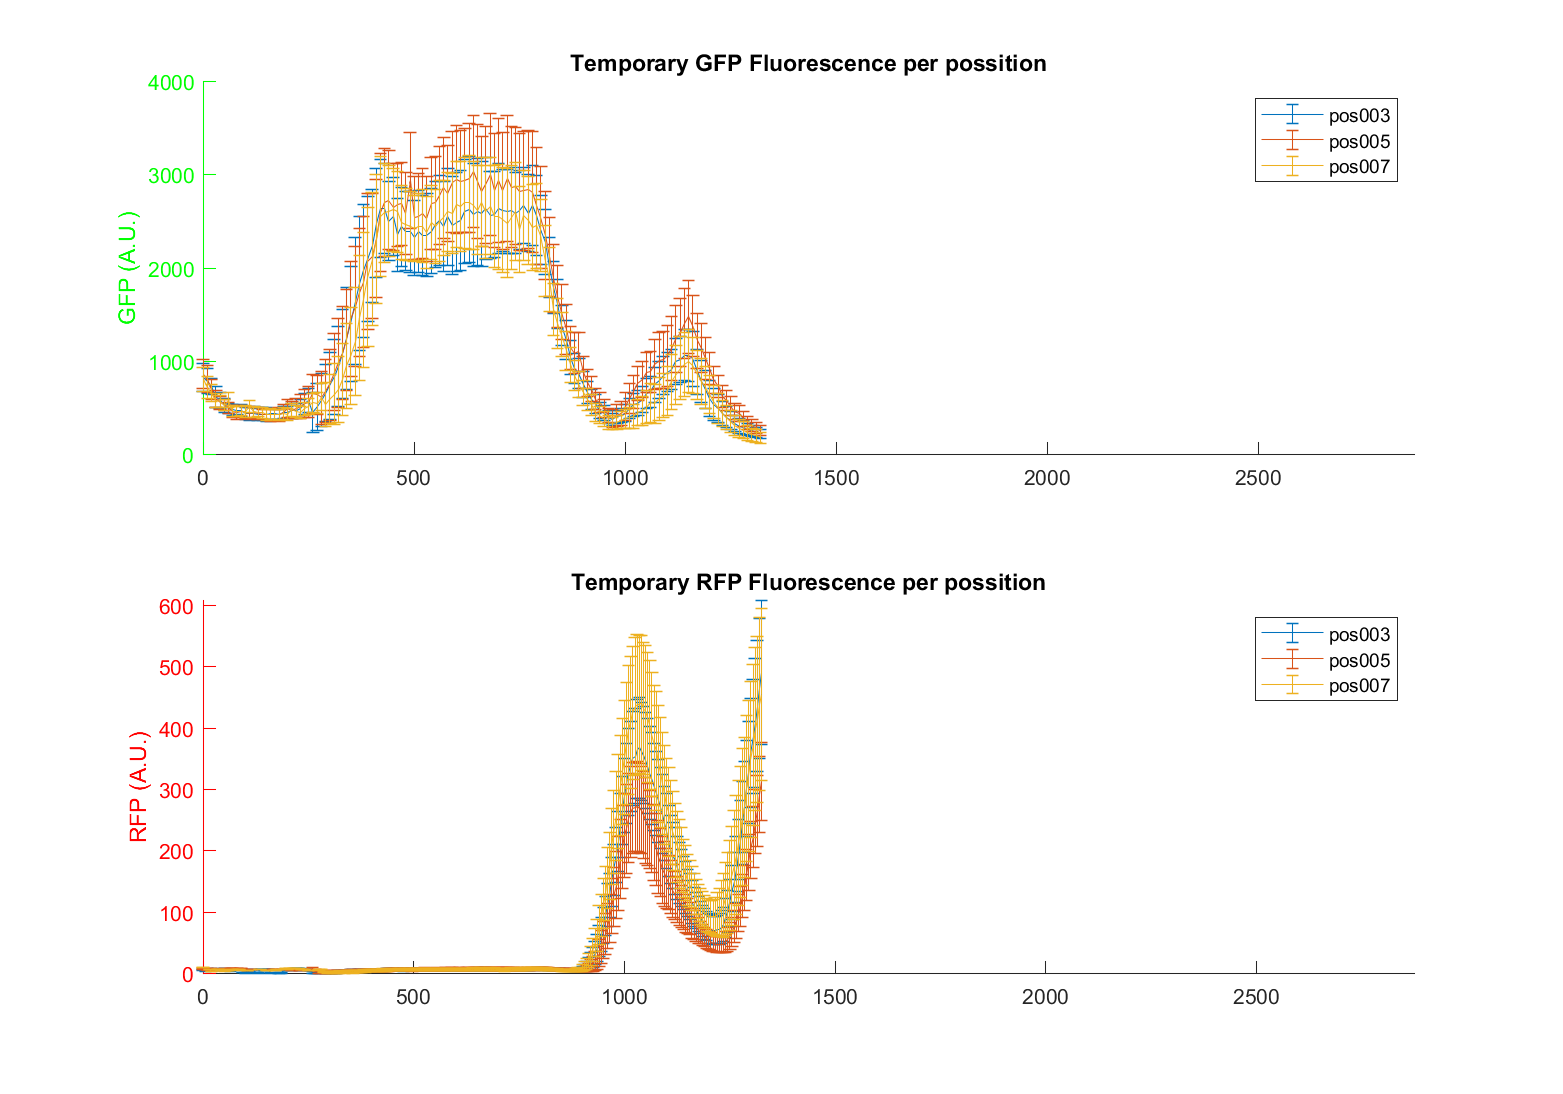 Temporary GFP Fluorescence per possition
4000
3000
2000
1000
0
GFP (A.U.)
0 500 1000 1500 2000 2500
pos003
pos005
pos007
Temporary RFP Fluorescence per possition
600
500
400
300
200
100
0
RFP (A.U.)
0 500 1000 1500 2000 2500
pos003
pos005
pos007